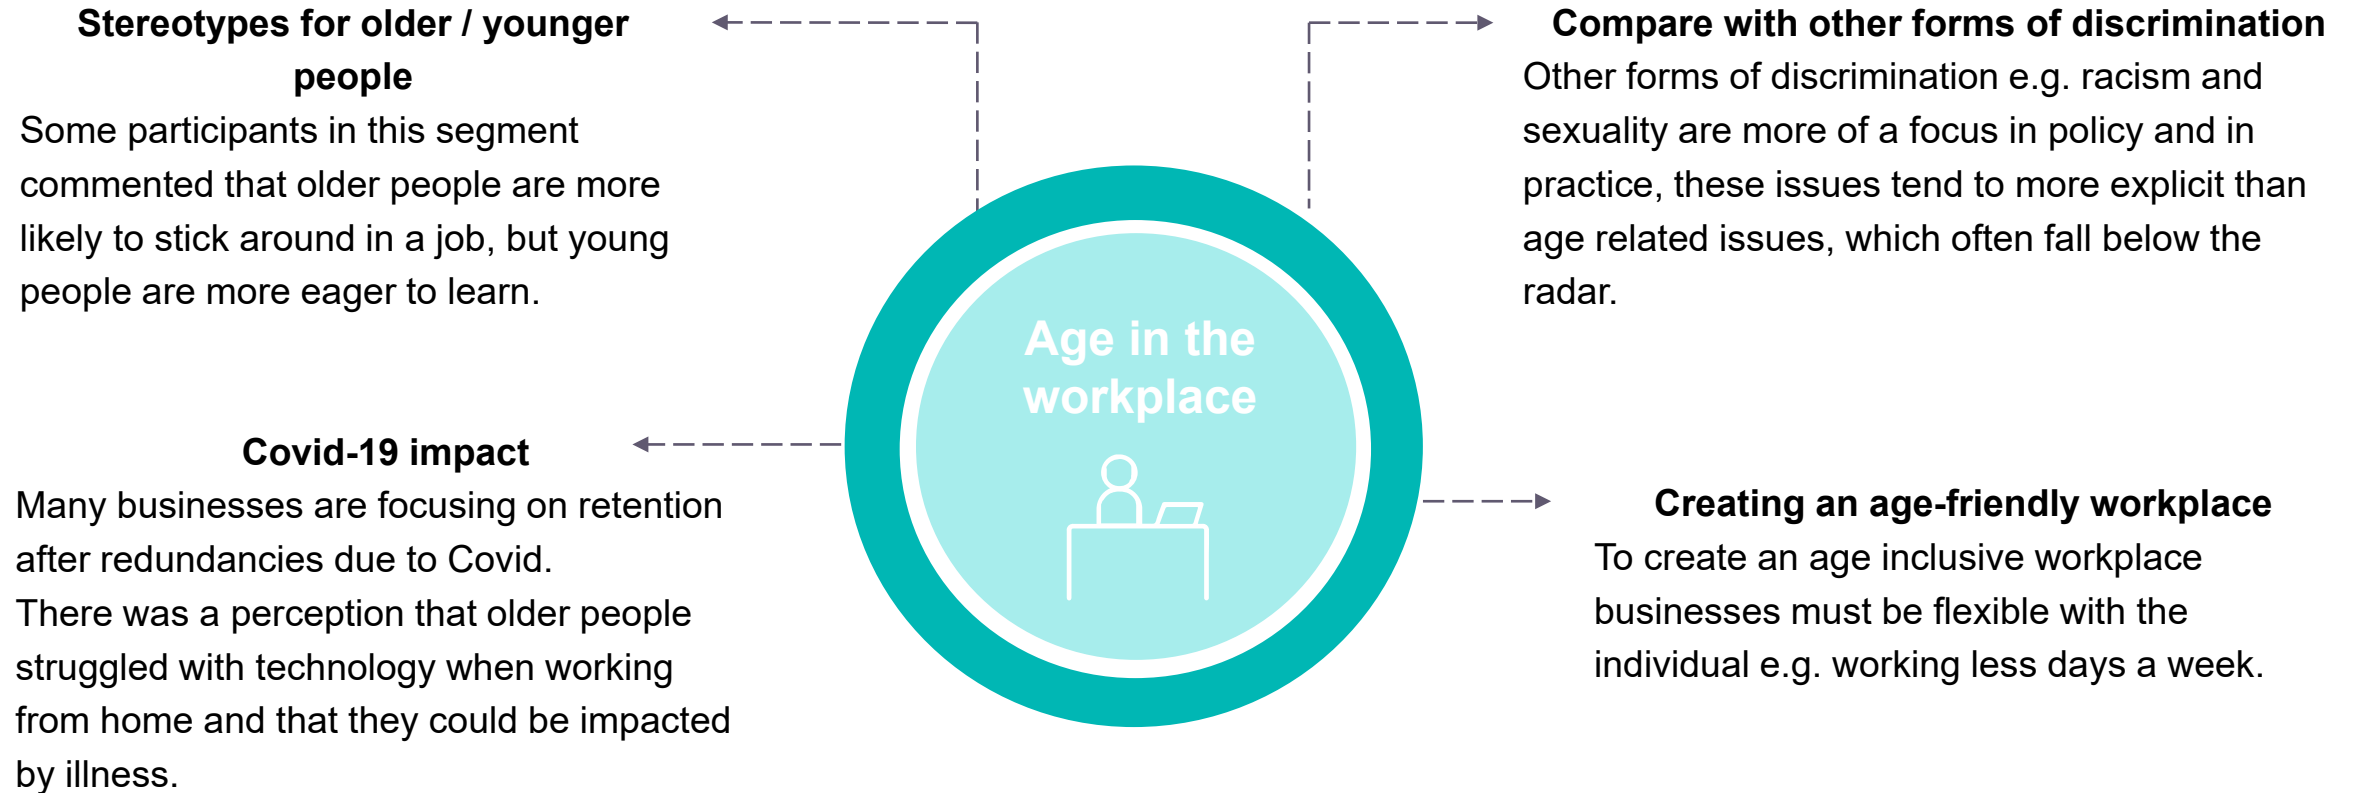 Stereotypes for older / younger
people
Some participants in this segment
commented that older people are more
likely to stick around in a job, but young
people are more eager to learn.
Covid-19 impact
Many businesses are focusing on retention
after redundancies due to Covid.
There was a perception that older people
struggled with technology when working
from home and that they could be impacted
by illness.
Age in the
workplace
Compare with other forms of discrimination
Other forms of discrimination e.g. racism and
sexuality are more of a focus in policy and in
practice, these issues tend to more explicit than
age related issues, which often fall below the
radar.
Creating an age-friendly workplace
To create an age inclusive workplace
businesses must be flexible with the
individual e.g. working less days a week.